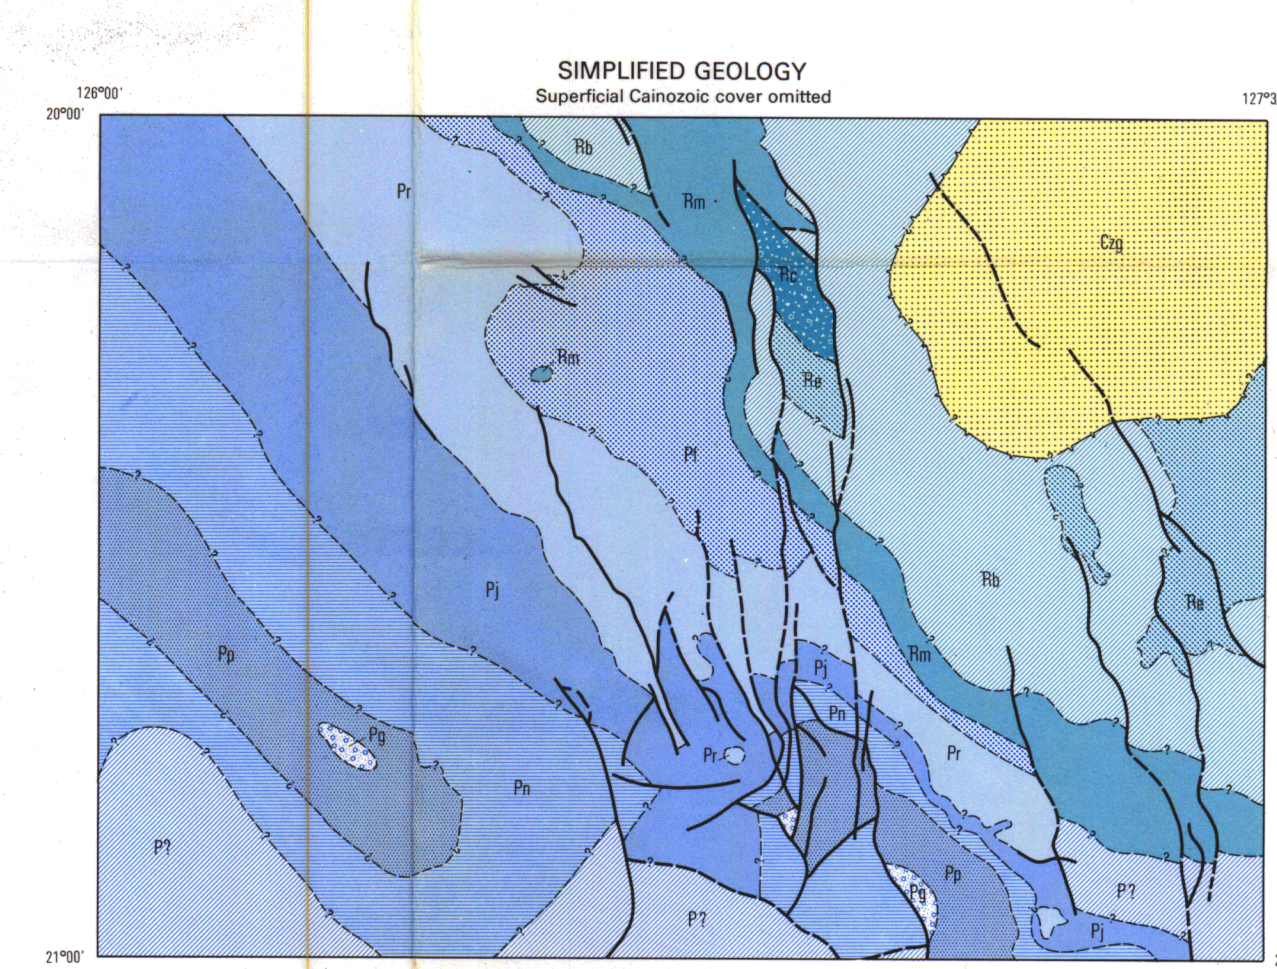 SIMPLIFIED GEOLOGY
Superficial Cainozoic cover omitted
126°00'
127°3
20°00'
Rb
Pr
Rm
Czg
Rc
Rm
Re
Pl
Rb
Pj
Re
Pp
Rm
Pj
Pn
Pg
Pr
Pr
Pn
P?
Pp
Pg
P?
P?
Pj
21°00'